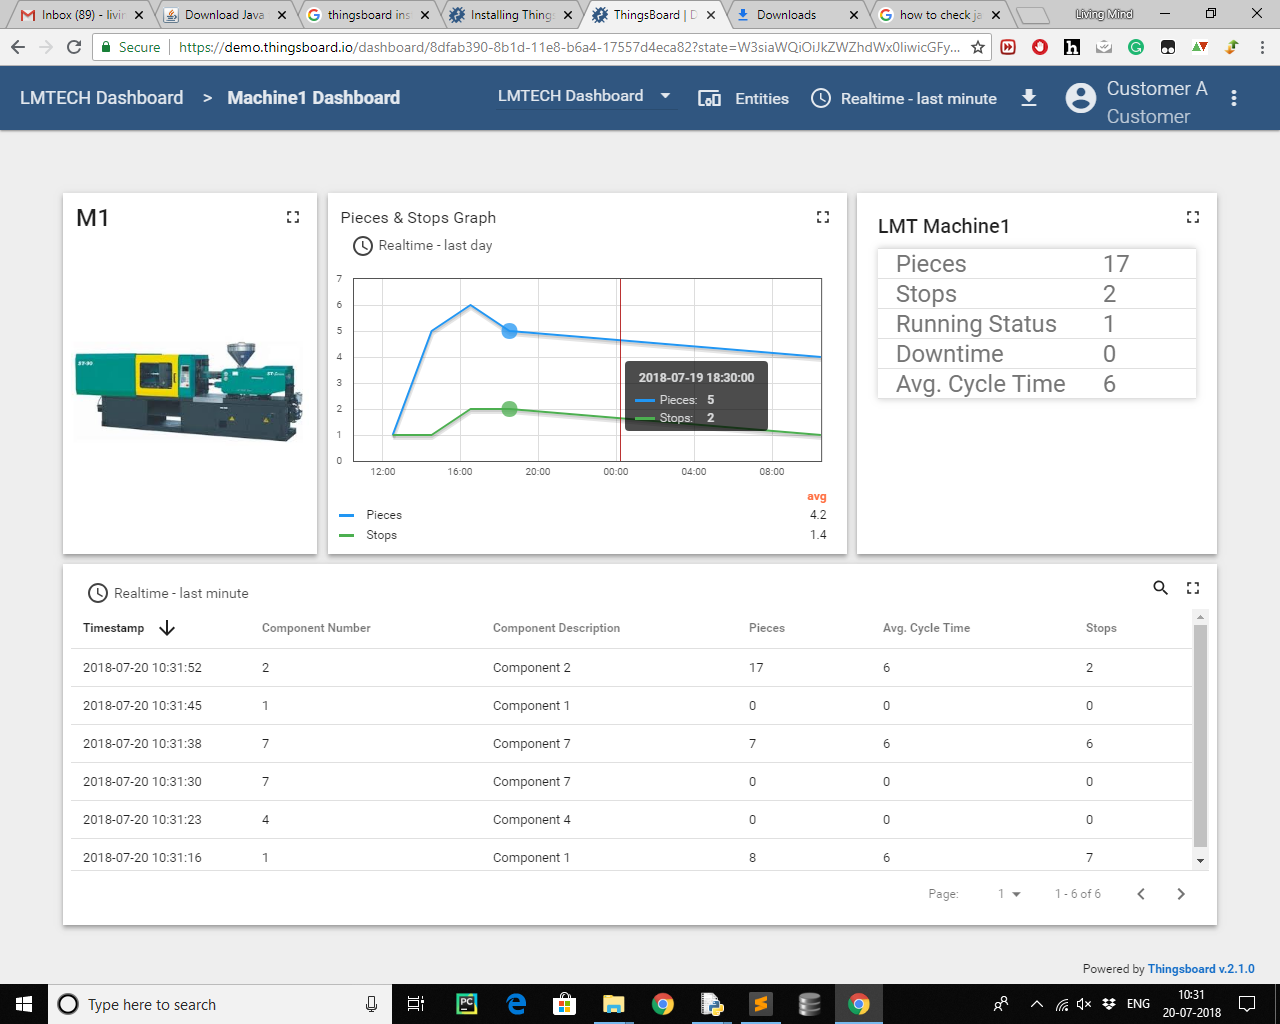 Inbox (89) - livin
Download Java
thingsboard ins
Installing Things
ThingsBoard | D
Downloads
how to check ja
Living Mind
Secure
https://demo.thingsboard.io/dashboard/8dfab390-8b1d-11e8-b6a4-17557d4eca82?state=W3siaWQiOiJkZWZhdWx0IiwicGFy...
LMTECH Dashboard > Machine1 Dashboard
LMTECH Dashboard
Entities
Realtime - last minute
Customer A
Customer
M1
Pieces & Stops Graph
Realtime - last day
7
6
5
4
3
2
1
0
12:00 16:00 20:00 00:00 04:00 08:00
2018-07-19 18:30:00
Pieces: 5
Stops: 2
avg
Pieces 4.2
Stops 1.4
LMT Machine1
Pieces 17
Stops 2
Running Status 1
Downtime 0
Avg. Cycle Time 6
Realtime - last minute
Timestamp Component Number Component Description Pieces Avg. Cycle Time Stops
2018-07-20 10:31:52 2 Component 2 17 6 2
2018-07-20 10:31:45 1 Component 1 0 0 0
2018-07-20 10:31:38 7 Component 7 7 6 6
2018-07-20 10:31:30 7 Component 7 0 0 0
2018-07-20 10:31:23 4 Component 4 0 0 0
2018-07-20 10:31:16 1 Component 1 8 6 7
Page: 1 1 - 6 of 6
Powered by Thingsboard v.2.1.0
Type here to search
PC
ENG
10:31
20-07-2018